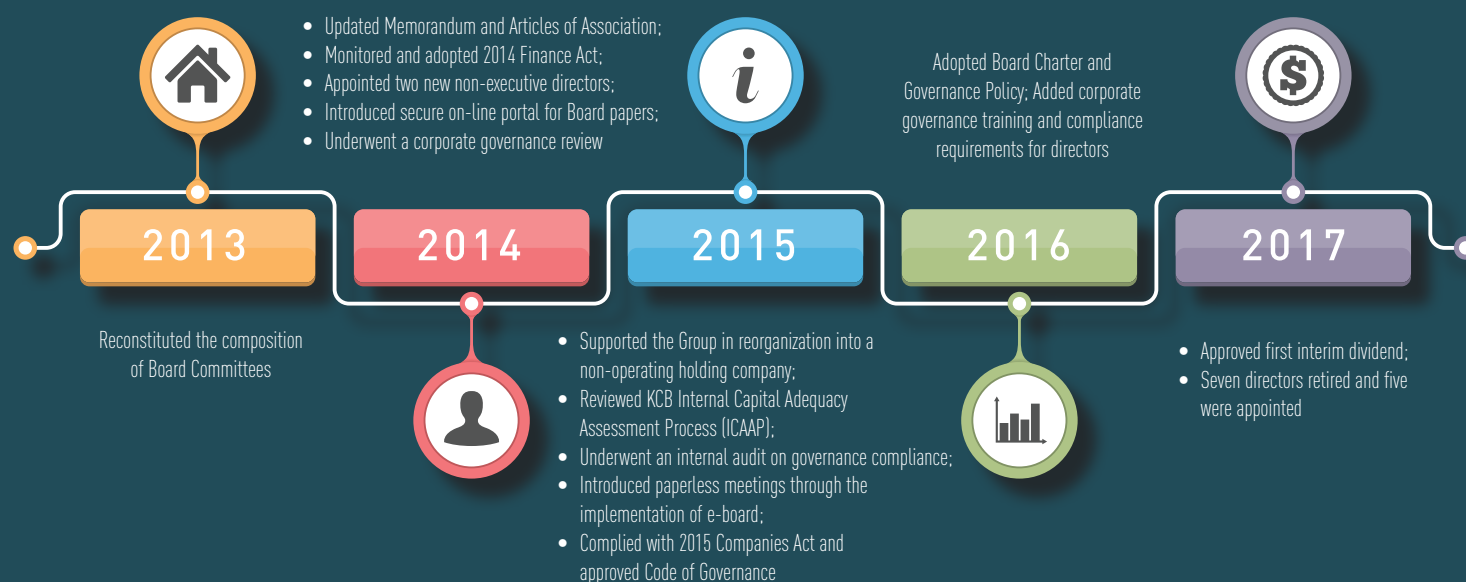 2013
Reconstituted the composition
of Board Committees
• Updated Memorandum and Articles of Association;
• Monitored and adopted 2014 Finance Act;
• Appointed two new non-executive directors;
• Introduced secure on-line portal for Board papers;
• Underwent a corporate governance review
2014
i
2015
• Supported the Group in reorganization into a
non-operating holding company;
• Reviewed KCB Internal Capital Adequacy
Assessment Process (ICAAP);
• Underwent an internal audit on governance compliance;
• Introduced paperless meetings through the
implementation of e-board;
• Complied with 2015 Companies Act and
approved Code of Governance
Adopted Board Charter and
Governance Policy; Added corporate
governance training and compliance
requirements for directors
2016
$
2017
• Approved first interim dividend;
• Seven directors retired and five
were appointed